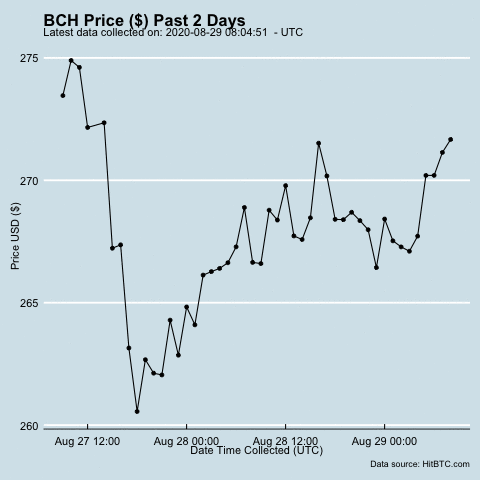 BCH Price ($) Past 2 Days
Latest data collected on: 2020-08-29 08:04:51 - UTC
275
270
265
260
Price USD ($)
Aug 27 12:00 Aug 28 00:00 Aug 28 12:00 Aug 29 00:00
Date Time Collected (UTC)
Data source: HitBTC.com